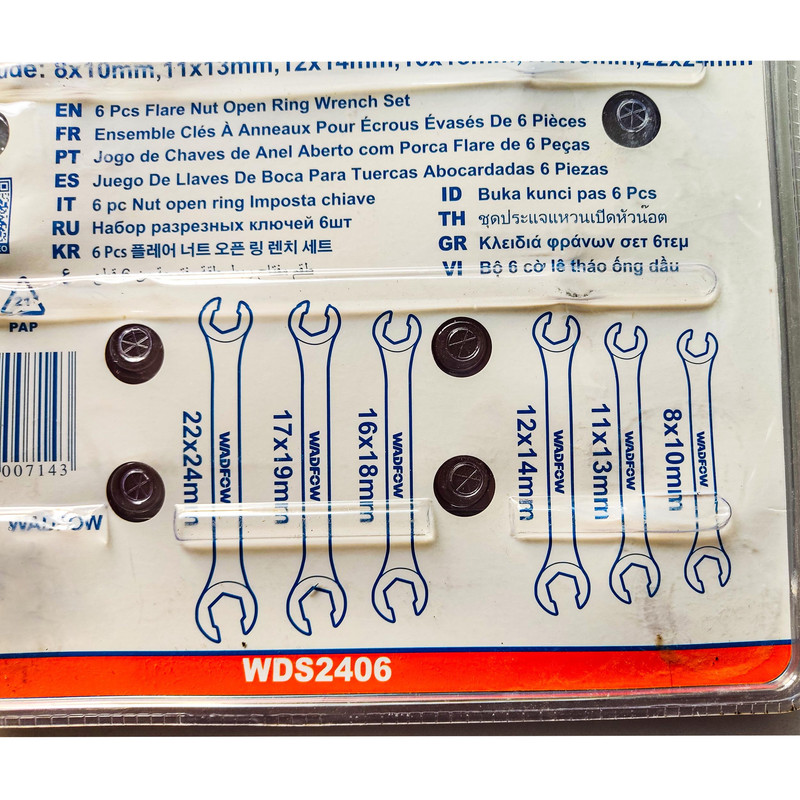 8x10mm,11x13mm,12x14mm,
EN 6 Pcs Flare Nut Open Ring Wrench Set
FR Ensemble Clés À Anneaux Pour Écrous Évasés De 6 Pièces
PT Jogo de Chaves de Anel Aberto com Porca Flare de 6 Peças
ES Juego De Llaves De Boca Para Tuercas Abocardadas 6 Piezas
IT 6 pc Nut open ring Imposta chiave
RU Набор разрезных ключей 6шт
KR 6 Pcs 플레어 너트 오픈 링 렌치 세트
ID Buka kunci pas 6 Pcs
TH ชุดประแจแหวนเปิดหัวน๊อต
GR Κλειδιά φράνων σετ 6τεμ
VI Bộ 6 cờ lê tháo ống dầu
21
PAP
007143
WADFOW
22x24mm
WADFOW
17x19mm
WADFOW
16x18mm
WADFOW
12x14mm
WADFOW
11x13mm
WADFOW
8x10mm
WADFOW
WDS2406